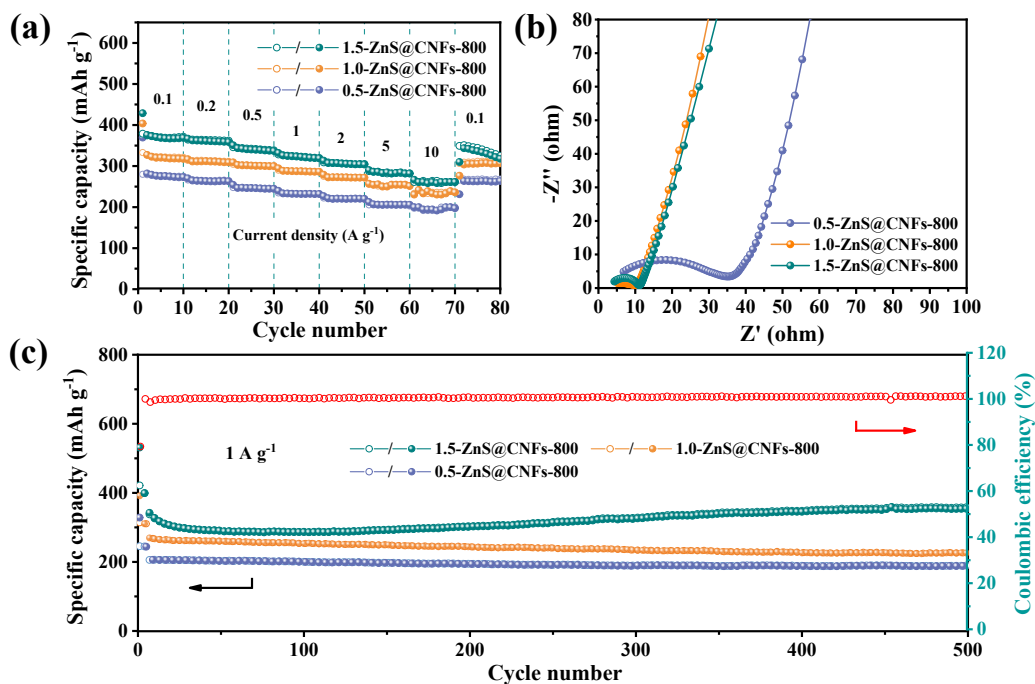 (a)
600
500
400
300
200
100
0
Specific capacity (mAh g⁻¹)
○/● 1.5-ZnS@CNFs-800
○/● 1.0-ZnS@CNFs-800
○/● 0.5-ZnS@CNFs-800
0.1
0.2
0.5
1
2
5
10
0.1
Current density (A g⁻¹)
0 10 20 30 40 50 60 70 80
Cycle number
(b)
80
70
60
50
40
30
20
10
0
-Z'' (ohm)
0.5-ZnS@CNFs-800
1.0-ZnS@CNFs-800
1.5-ZnS@CNFs-800
0 10 20 30 40 50 60 70 80 90 100
Z' (ohm)
(c)
800
600
400
200
0
Specific capacity (mAh g⁻¹)
1 A g⁻¹
○/● 1.5-ZnS@CNFs-800 ○/● 1.0-ZnS@CNFs-800
○/● 0.5-ZnS@CNFs-800
120
100
80
60
40
20
0
Coulombic efficiency (%)
0 100 200 300 400 500
Cycle number